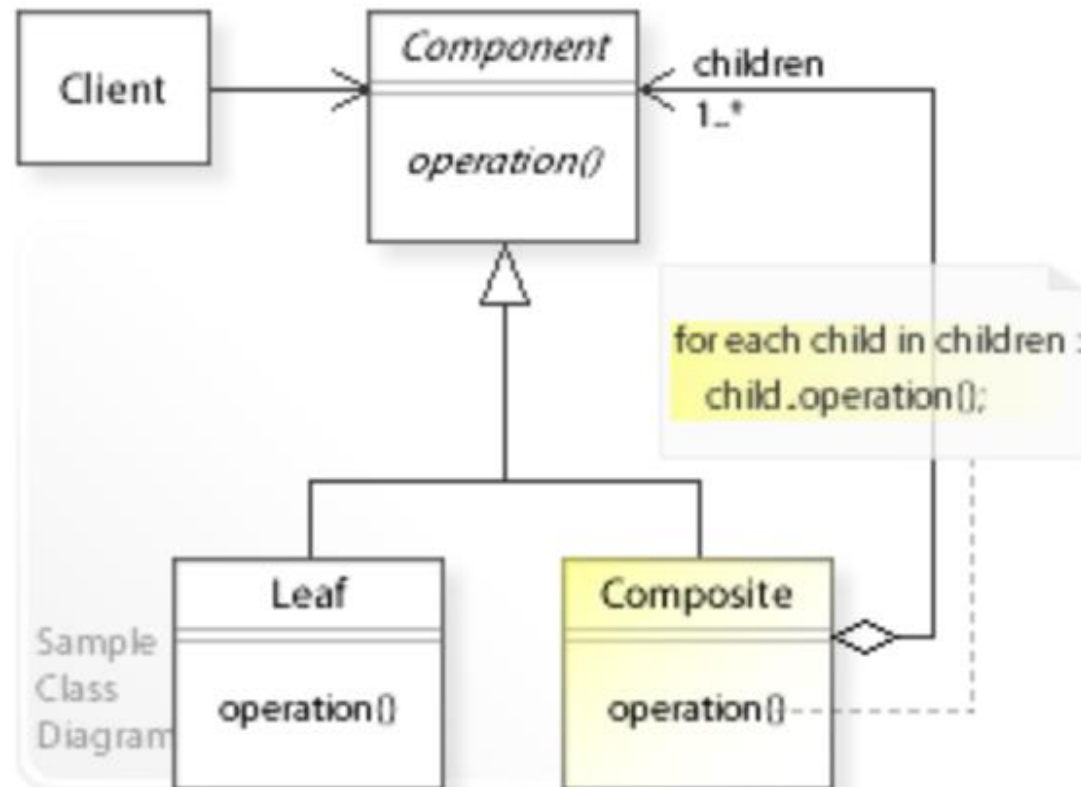 Client
Component
operation()
children
1..*
for each child in children :
child.operation();
Leaf
operation()
Composite
operation()
Sample
Class
Diagram